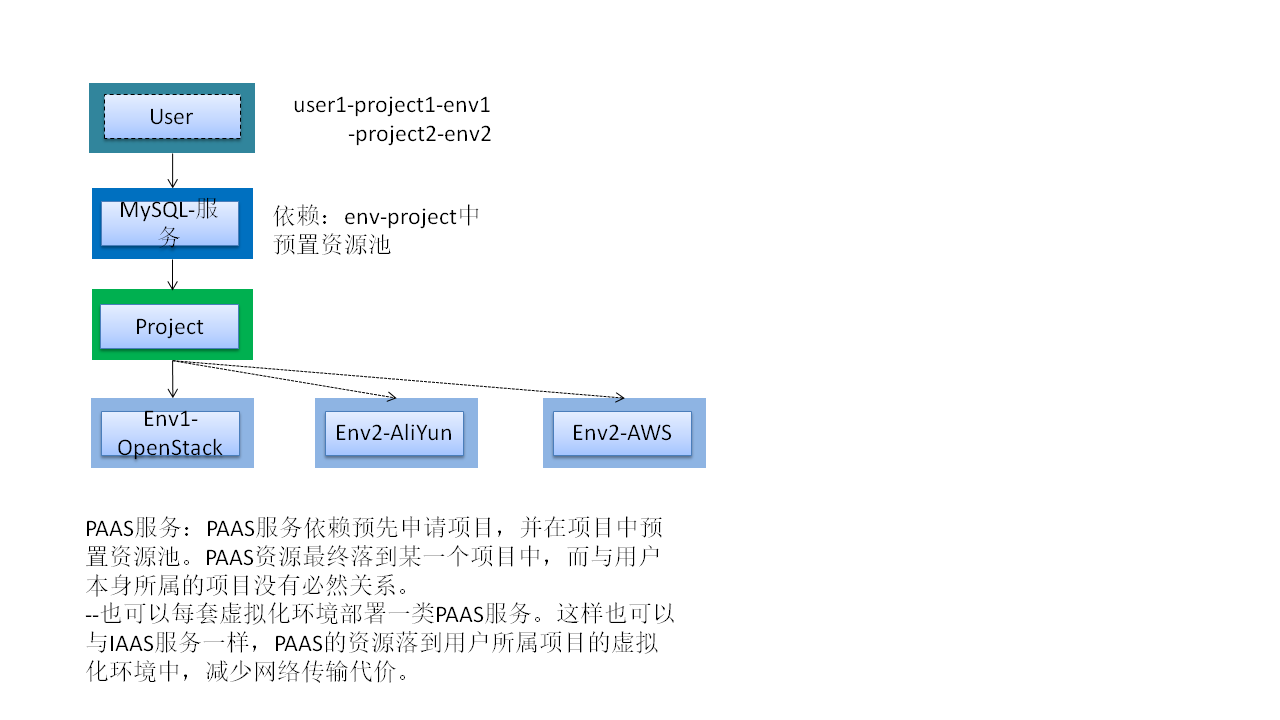 User
user1-project1-env1
-project2-env2
MySQL-服
务
依赖：env-project中
预置资源池
Project
Env1-
OpenStack
Env2-AliYun
Env2-AWS
PAAS服务：PAAS服务依赖预先申请项目，并在项目中预
置资源池。PAAS资源最终落到某一个项目中，而与用户
本身所属的项目没有必然关系。
--也可以每套虚拟化环境部署一类PAAS服务。这样也可以
与IAAS服务一样，PAAS的资源落到用户所属项目的虚拟
化环境中，减少网络传输代价。